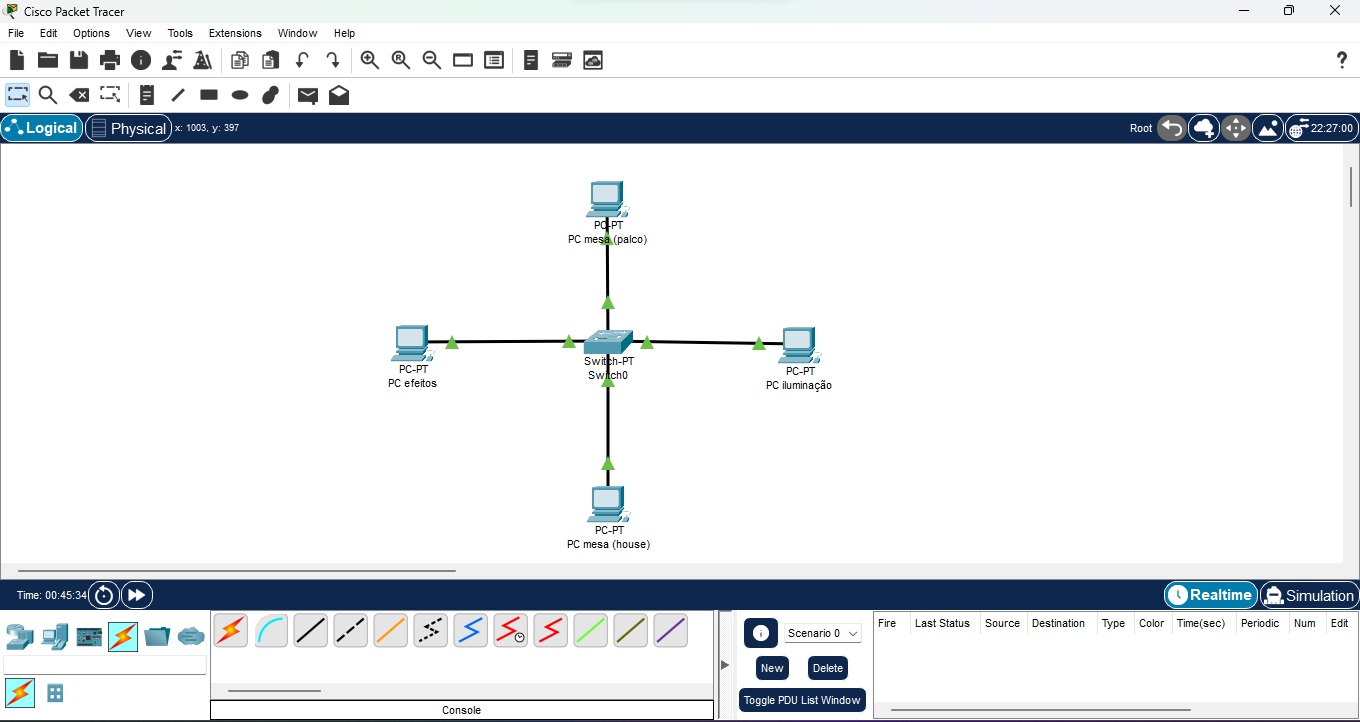 Cisco Packet Tracer
File Edit Options View Tools Extensions Window Help
Logical Physical x: 1003, y: 397 Root 22:27:00
PC-PT
PC mesa (palco)
PC-PT
PC efeitos
Switch-PT
Switch0
PC-PT
PC iluminação
PC-PT
PC mesa (house)
Time: 00:45:34 Realtime Simulation
Scenario 0
New Delete
Toggle PDU List Window
Fire Last Status Source Destination Type Color Time(sec) Periodic Num Edit
Console